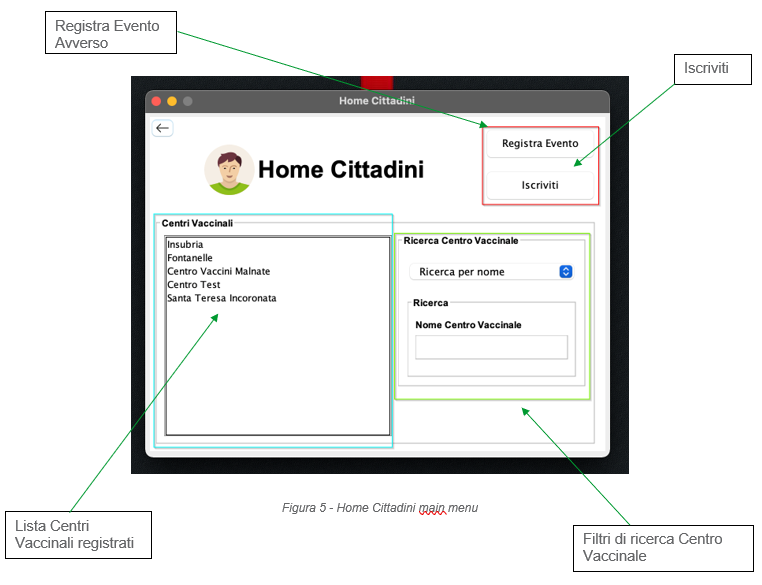 Registra Evento
Avverso
Iscriviti
Home Cittadini
Registra Evento
Home Cittadini
Iscriviti
Centri Vaccinali
Insubria
Fontanelle
Centro Vaccini Malnate
Centro Test
Santa Teresa Incoronata
Ricerca Centro Vaccinale
Ricerca per nome
Ricerca
Nome Centro Vaccinale
Figura 5 - Home Cittadini main menu
Lista Centri
Vaccinali registrati
Filtri di ricerca Centro
Vaccinale